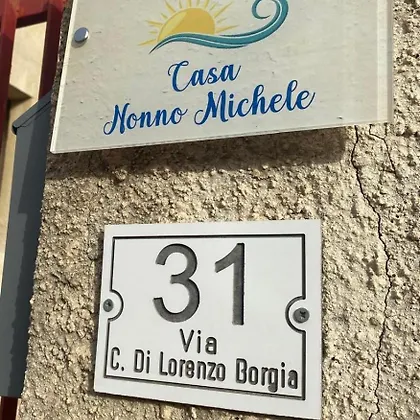 Casa
Nonno Michele
31
Via
C. Di Lorenzo Borgia